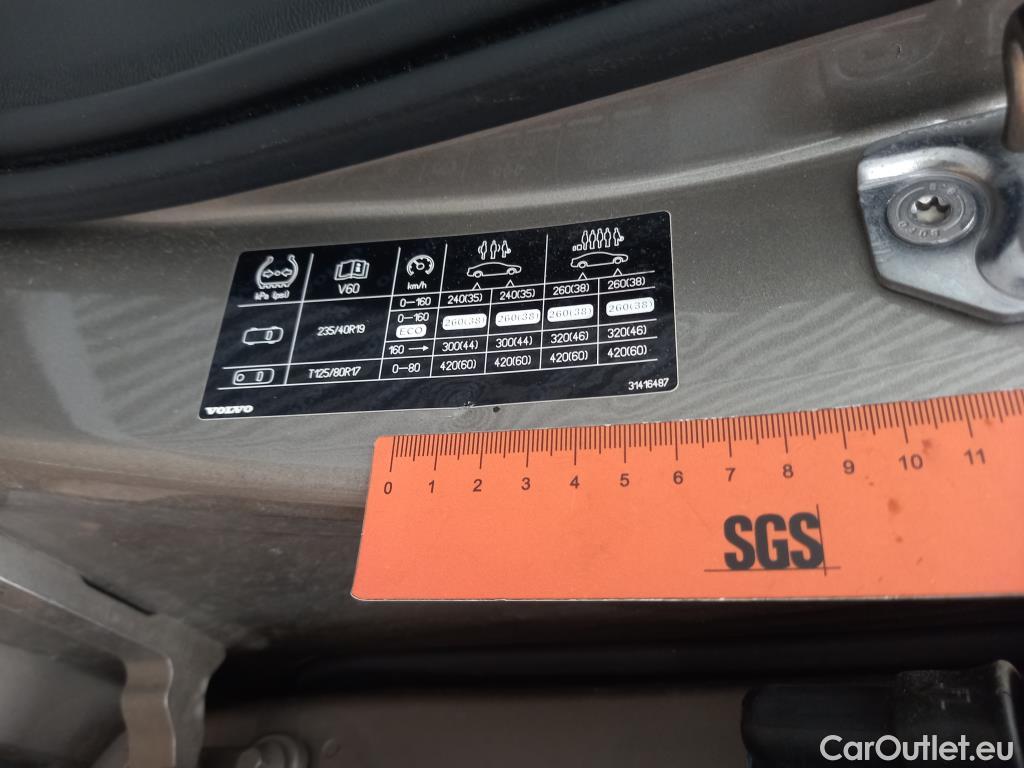 kPa (psi) V60 km/h
0-160 240(35) 240(35) 260(38) 260(38)
235/40R19 0-160 ECO 260(38) 260(38) 260(38) 260(38)
160 → 300(44) 300(44) 320(46) 320(46)
T125/80R17 0-80 420(60) 420(60) 420(60) 420(60)
VOLVO 31416487
0 1 2 3 4 5 6 7 8 9 10 11
SGS
CarOutlet.eu